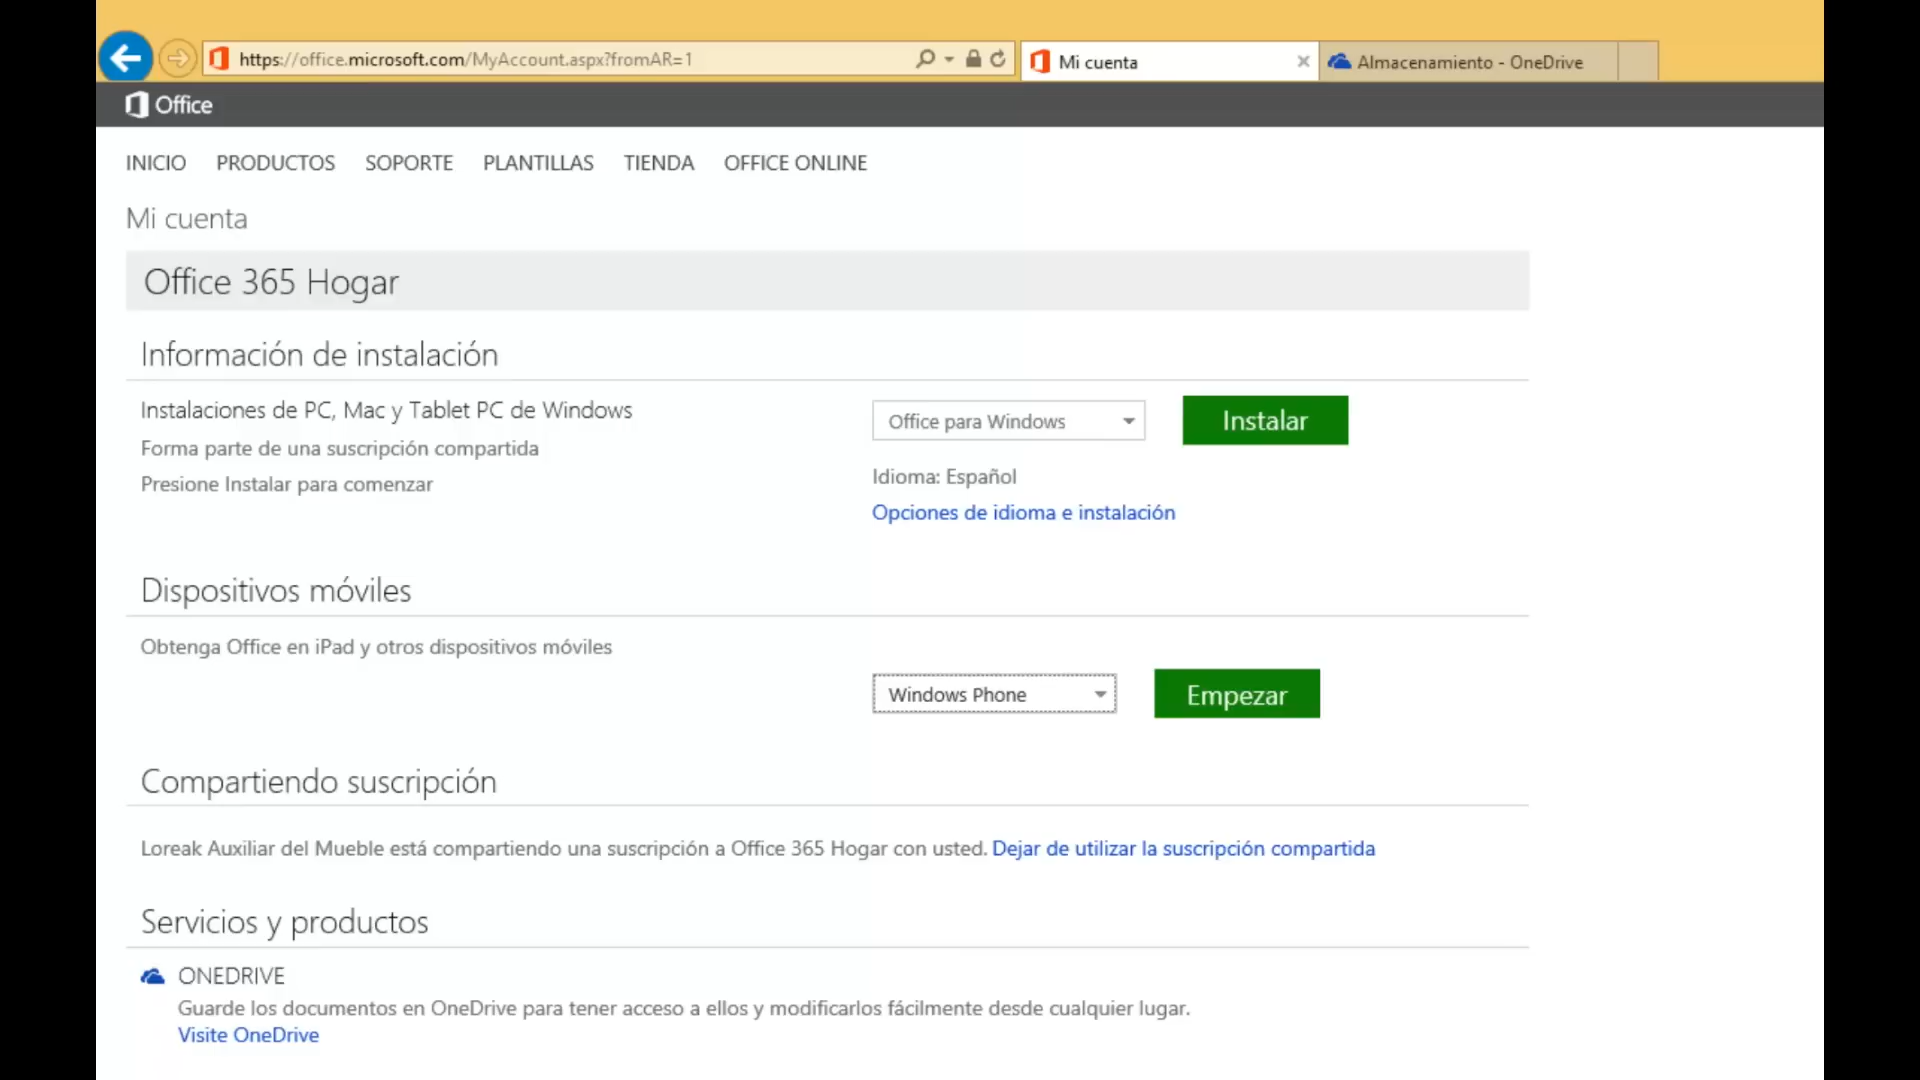 https://office.microsoft.com/MyAccount.aspx?fromAR=1
Mi cuenta
Almacenamiento - OneDrive
Office
INICIO PRODUCTOS SOPORTE PLANTILLAS TIENDA OFFICE ONLINE
Mi cuenta
Office 365 Hogar
Información de instalación
Instalaciones de PC, Mac y Tablet PC de Windows
Forma parte de una suscripción compartida
Presione Instalar para comenzar
Office para Windows
Instalar
Idioma: Español
Opciones de idioma e instalación
Dispositivos móviles
Obtenga Office en iPad y otros dispositivos móviles
Windows Phone
Empezar
Compartiendo suscripción
Loreak Auxiliar del Mueble está compartiendo una suscripción a Office 365 Hogar con usted. Dejar de utilizar la suscripción compartida
Servicios y productos
ONEDRIVE
Guarde los documentos en OneDrive para tener acceso a ellos y modificarlos fácilmente desde cualquier lugar.
Visite OneDrive